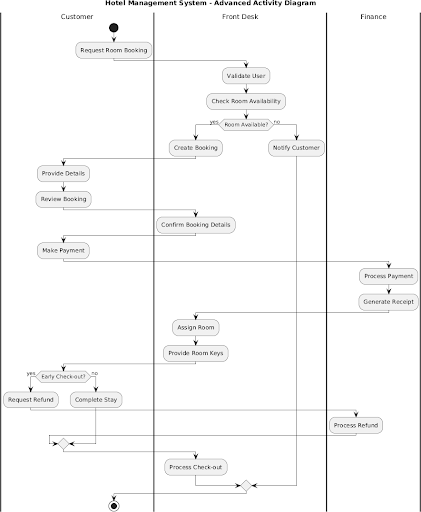 Hotel Management System - Advanced Activity Diagram
Customer
Front Desk
Finance
Request Room Booking
Validate User
Check Room Availability
yes
Room Available?
no
Create Booking
Notify Customer
Provide Details
Review Booking
Confirm Booking Details
Make Payment
Process Payment
Generate Receipt
Assign Room
Provide Room Keys
yes
Early Check-out?
no
Request Refund
Complete Stay
Process Refund
Process Check-out